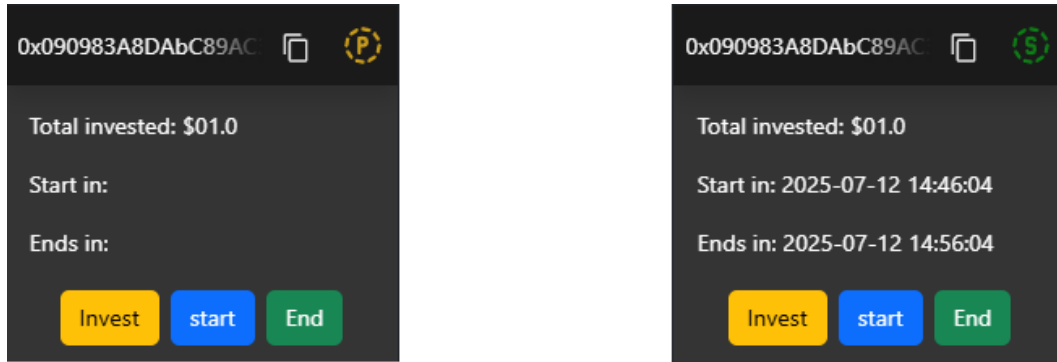 0x090983A8DAbC89AC P
Total invested: $01.0
Start in:
Ends in:
Invest start End
0x090983A8DAbC89AC S
Total invested: $01.0
Start in: 2025-07-12 14:46:04
Ends in: 2025-07-12 14:56:04
Invest start End